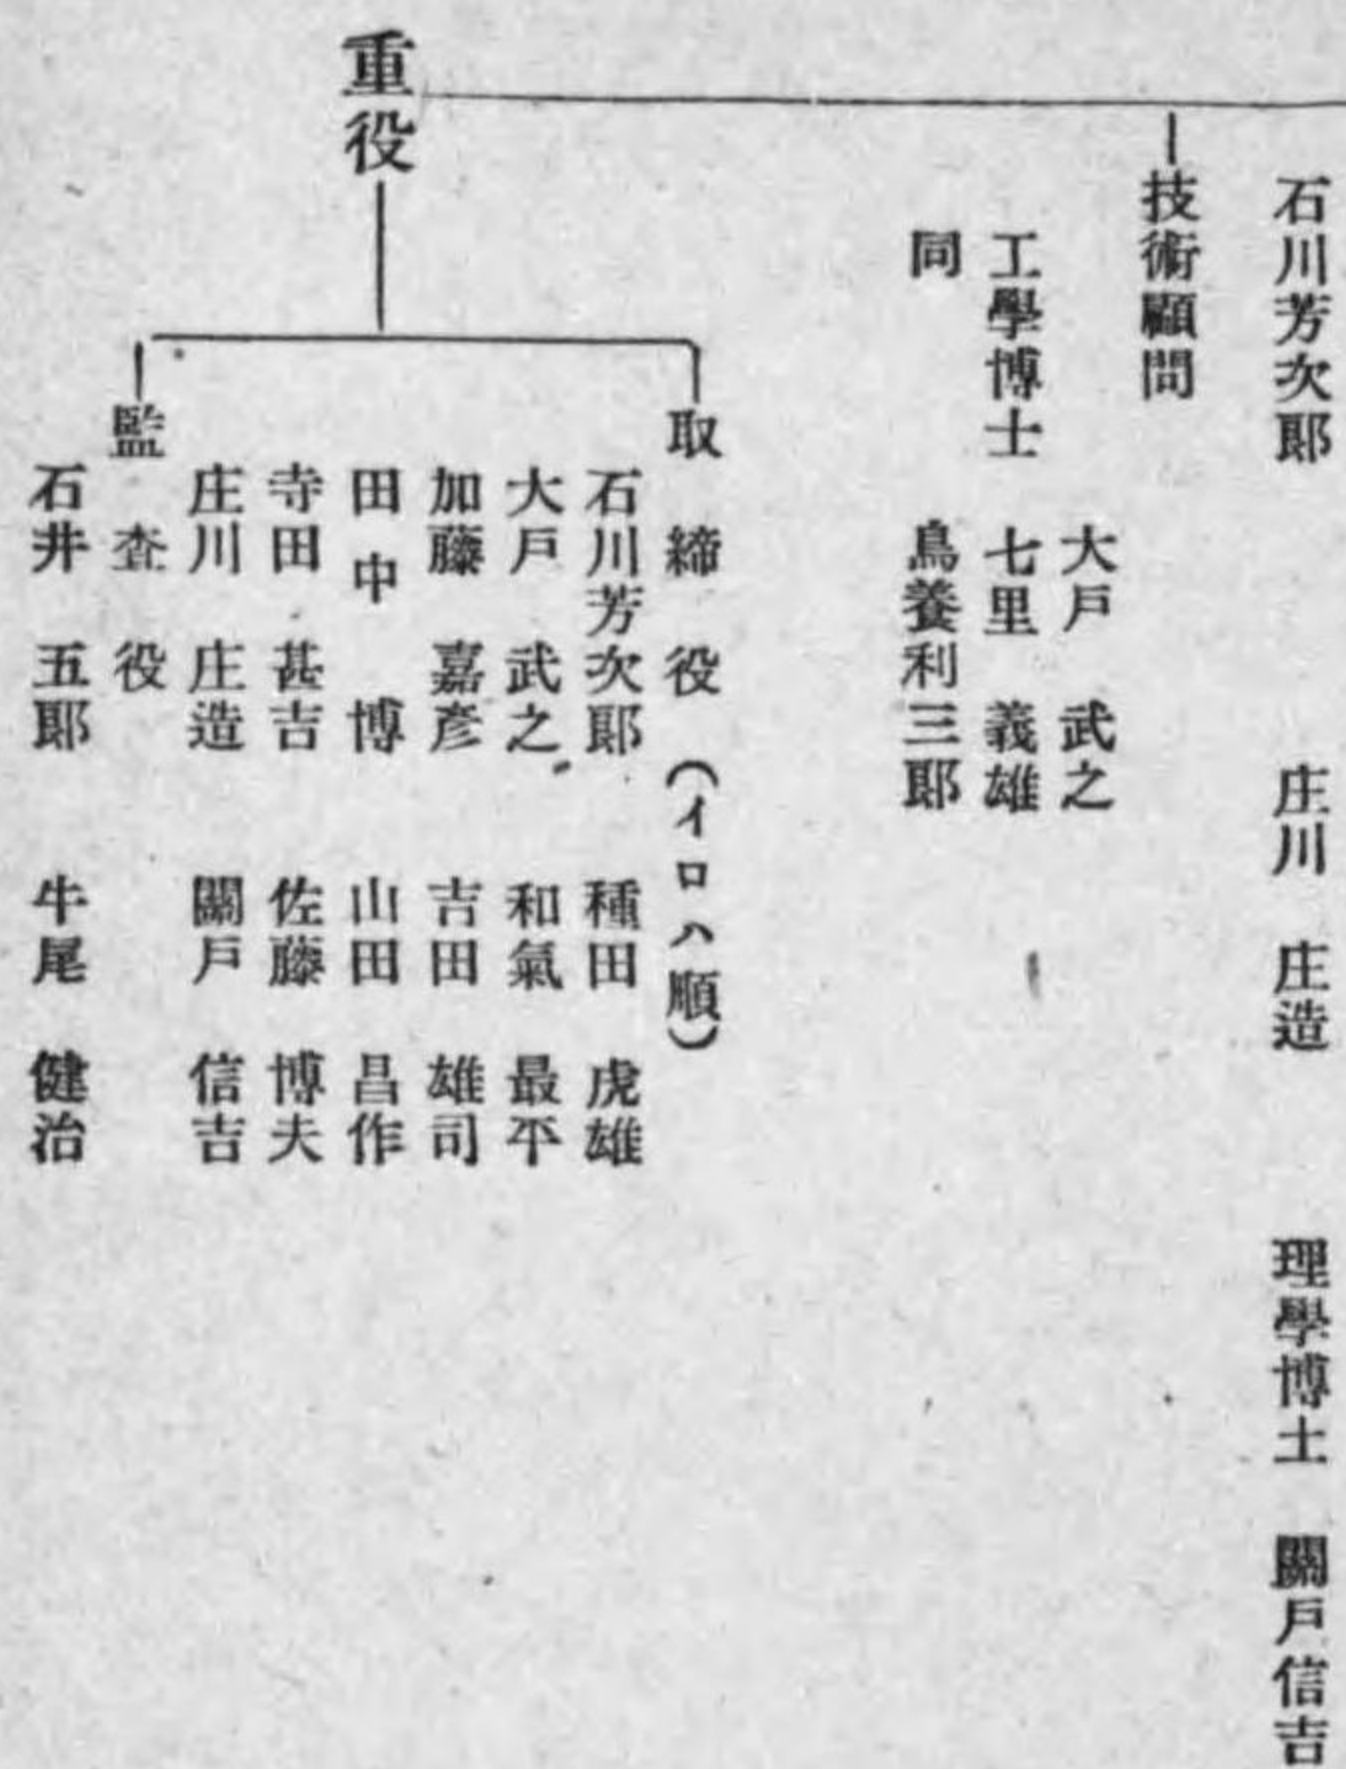 石川芳次郎　庄川　庄造　理學博士　關戶信吉
技術顧問
大戶　武之
工學博士　七里　義雄
同　鳥養利三郎
重役
取締役（イロハ順）
石川芳次郎　種田　虎雄
大戶　武之　和氣　最平
加藤　嘉彦　吉田　雄司
田中　博　山田　昌作
寺田　甚吉　佐藤　博夫
庄川　庄造　關戶　信吉
監査役
石井　五郎　牛尾　健治